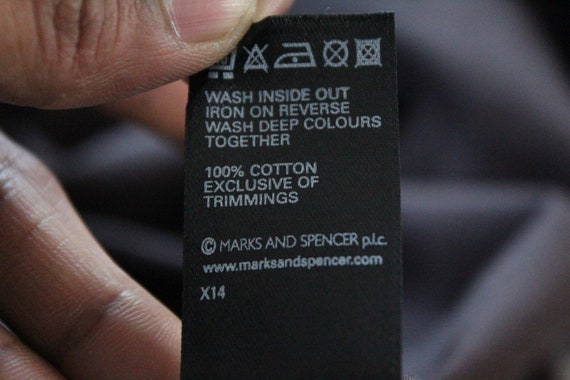 WASH INSIDE OUT
IRON ON REVERSE
WASH DEEP COLOURS
TOGETHER
100% COTTON
EXCLUSIVE OF
TRIMMINGS
© MARKS AND SPENCER p.l.c.
www.marksandspencer.com
X14